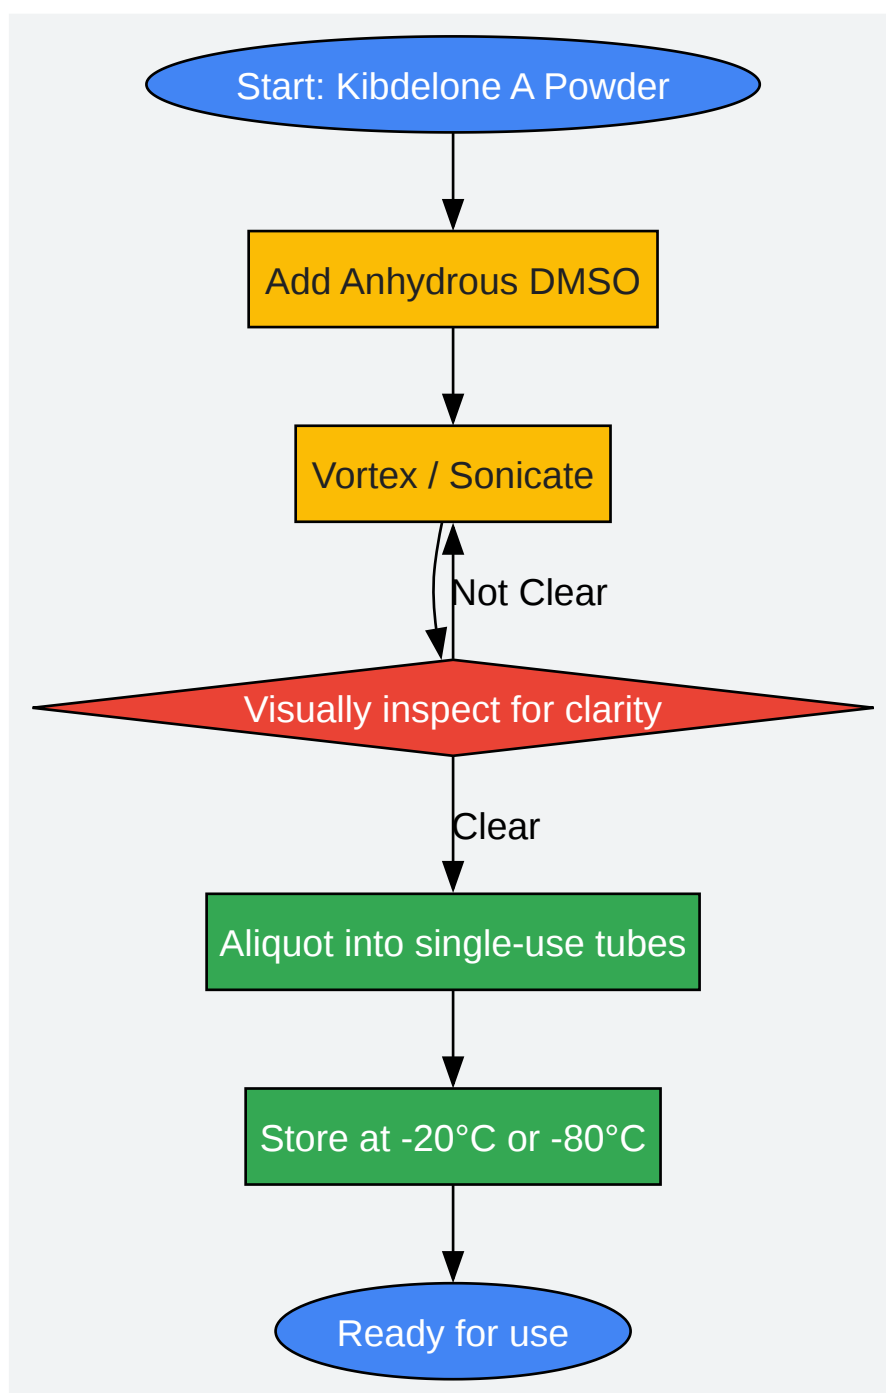 Start: Kibdelone A Powder
Add Anhydrous DMSO
Vortex / Sonicate
Not Clear
Visually inspect for clarity
Clear
Aliquot into single-use tubes
Store at -20°C or -80°C
Ready for use